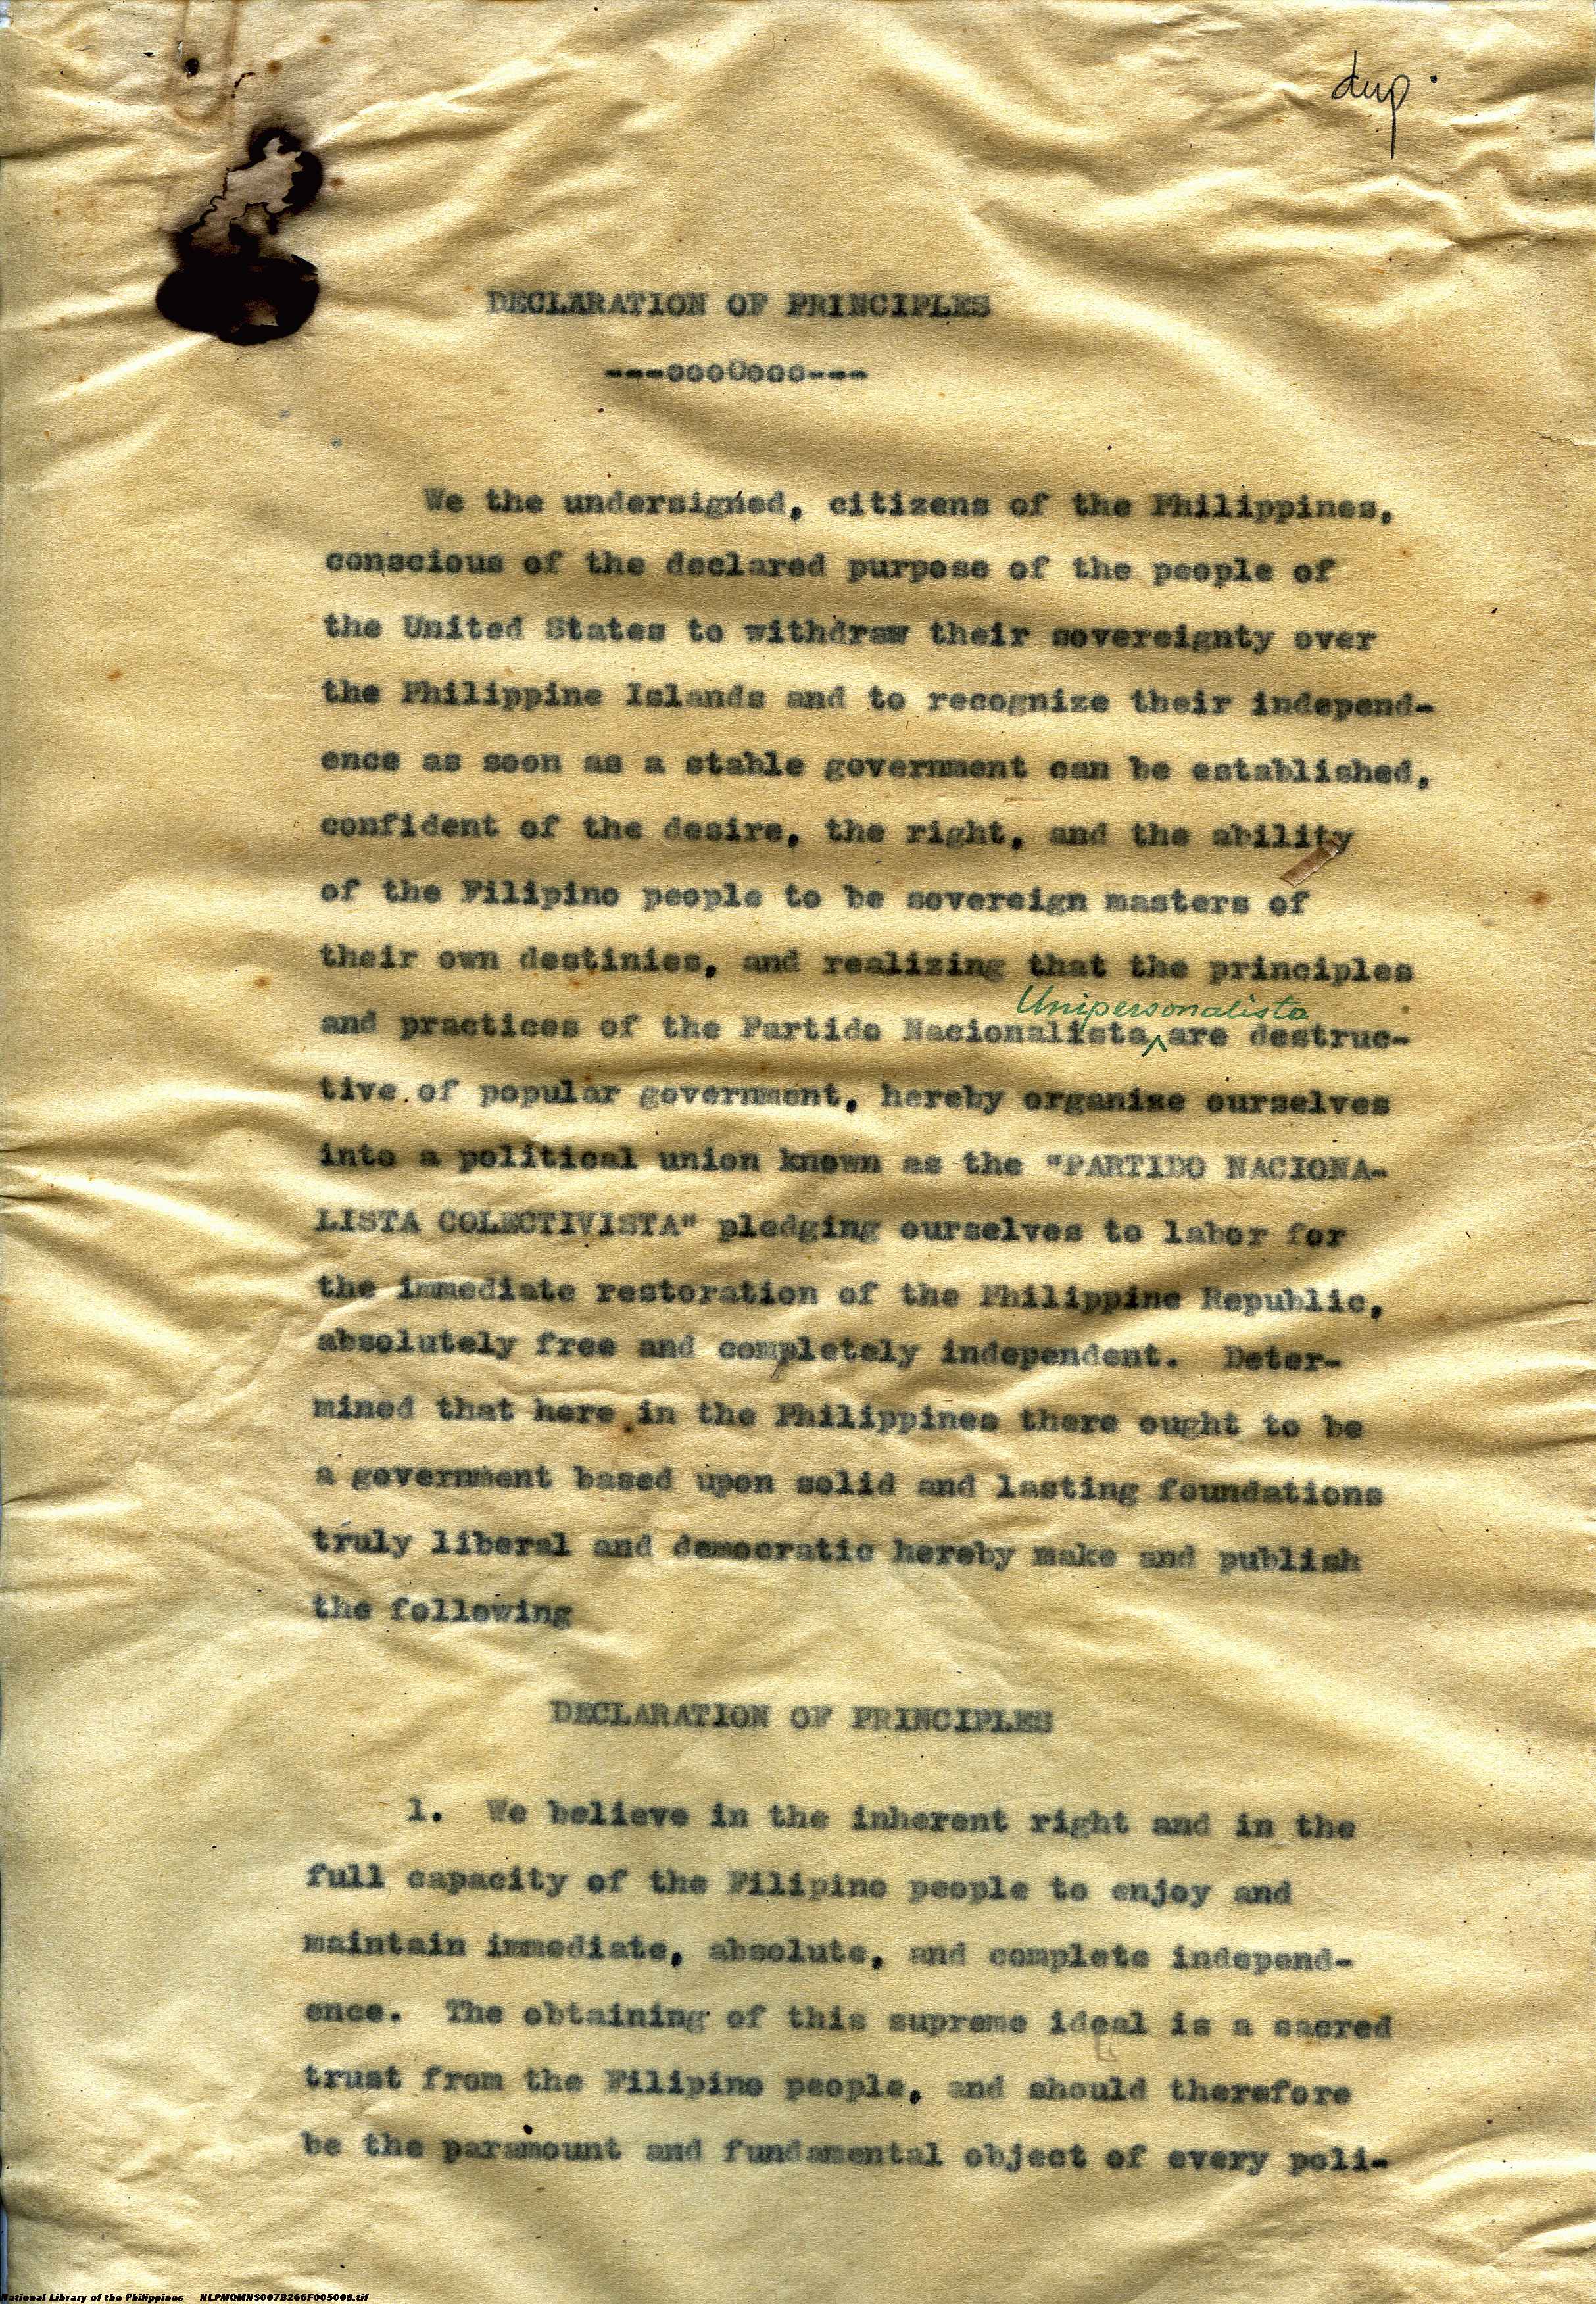 dup.
DECLARATION OF PRINCIPLES
---oooOooo---
We the undersigned, citizens of the Philippines,
conscious of the declared purpose of the people of
the United States to withdraw their sovereignty over
the Philippine Islands and to recognize their independ-
ence as soon as a stable government can be established,
confident of the desire, the right, and the ability
of the Filipino people to be sovereign masters of
their own destinies, and realizing that the principles
Unipersonalista
and practices of the Partido Nacionalista ^ are destruc-
tive of popular government, hereby organize ourselves
into a political union known as the "PARTIDO NACIONA-
LISTA COLECTIVISTA" pledging ourselves to labor for
the immediate restoration of the Philippine Republic,
absolutely free and completely independent. Deter-
mined that here in the Philippines there ought to be
a government based upon solid and lasting foundations
truly liberal and democratic hereby make and publish
the following
DECLARATION OF PRINCIPLES
1. We believe in the inherent right and in the
full capacity of the Filipino people to enjoy and
maintain immediate, absolute, and complete independ-
ence. The obtaining of this supreme ideal is a sacred
trust from the Filipino people, and should therefore
be the paramount and fundamental object of every poli-
National Library of the Philippines NLPMQMNS007B266F005008.tif